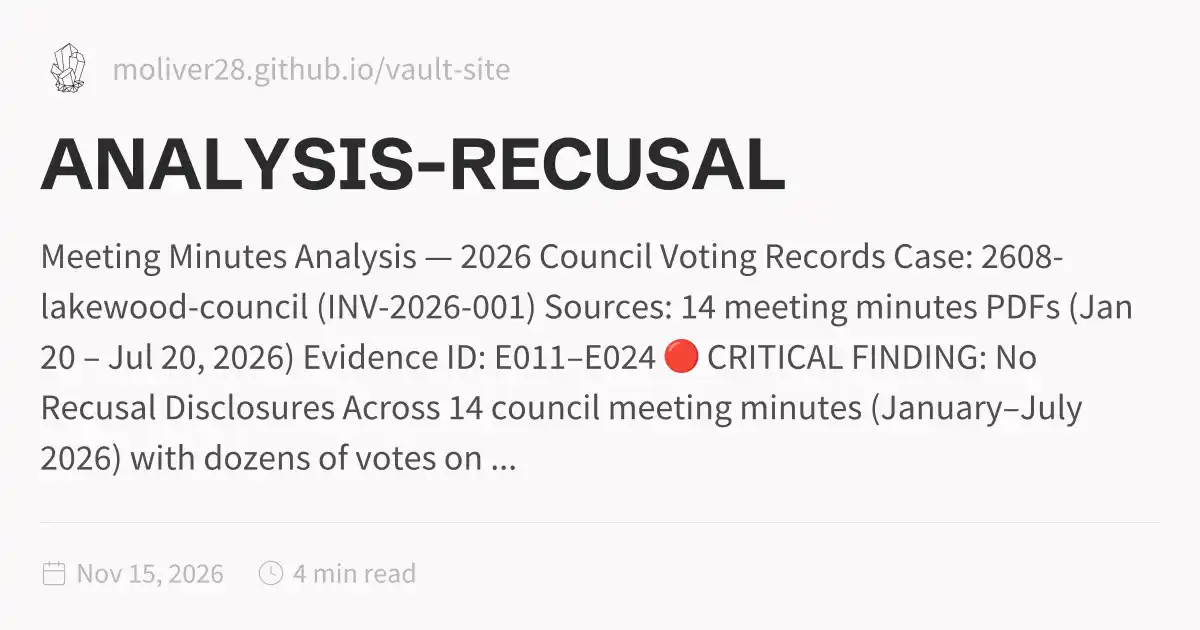 moliver28.github.io/vault-site
ANALYSIS-RECUSAL
Meeting Minutes Analysis — 2026 Council Voting Records Case: 2608-
lakewood-council (INV-2026-001) Sources: 14 meeting minutes PDFs (Jan
20 – Jul 20, 2026) Evidence ID: E011–E024 🔴 CRITICAL FINDING: No
Recusal Disclosures Across 14 council meeting minutes (January–July
2026) with dozens of votes on ...
Nov 15, 2026 4 min read